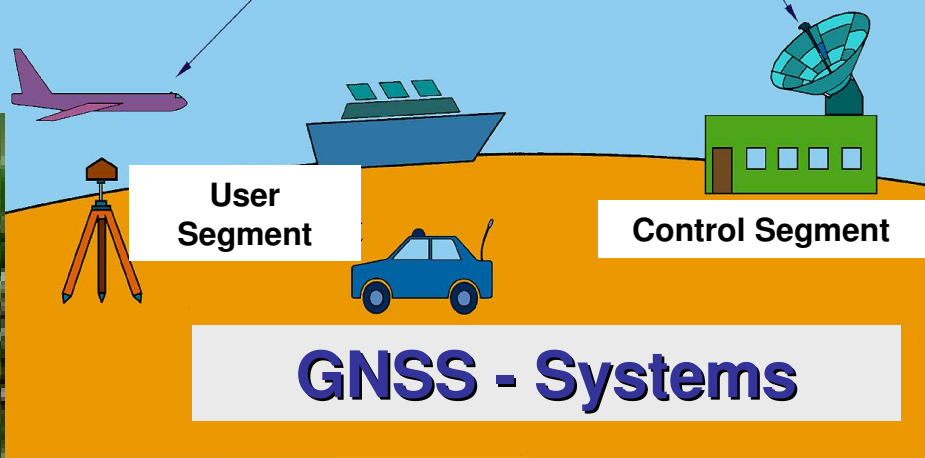 User
Segment
Control Segment
GNSS - Systems